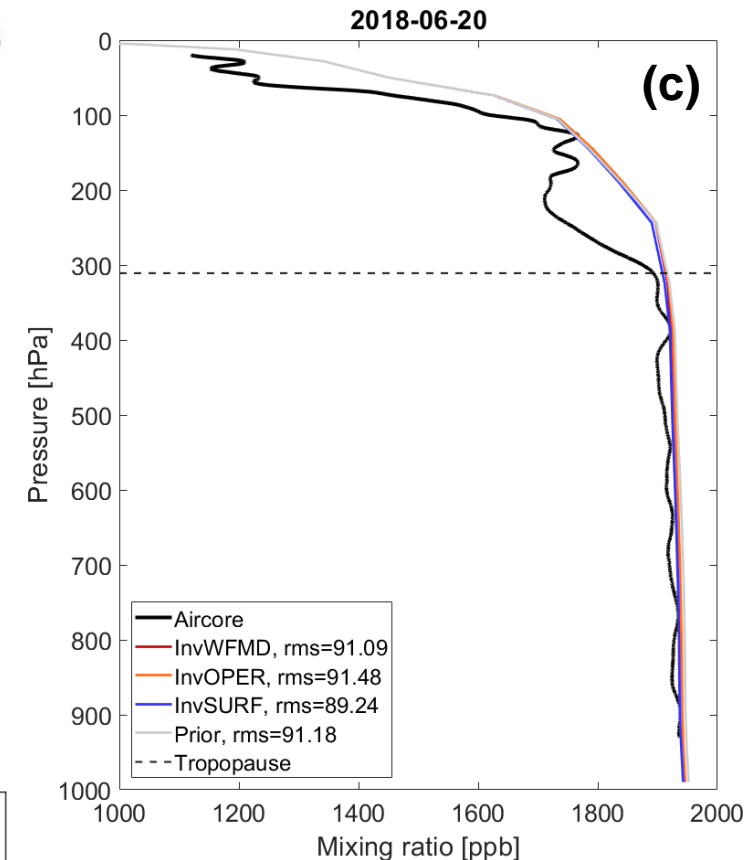 2018-06-20
(c)
0
100
200
300
400
500
600
700
800
900
1000
Pressure [hPa]
Aircore
InvWFMD, rms=91.09
InvOPER, rms=91.48
InvSURF, rms=89.24
Prior, rms=91.18
Tropopause
1000 1200 1400 1600 1800 2000
Mixing ratio [ppb]